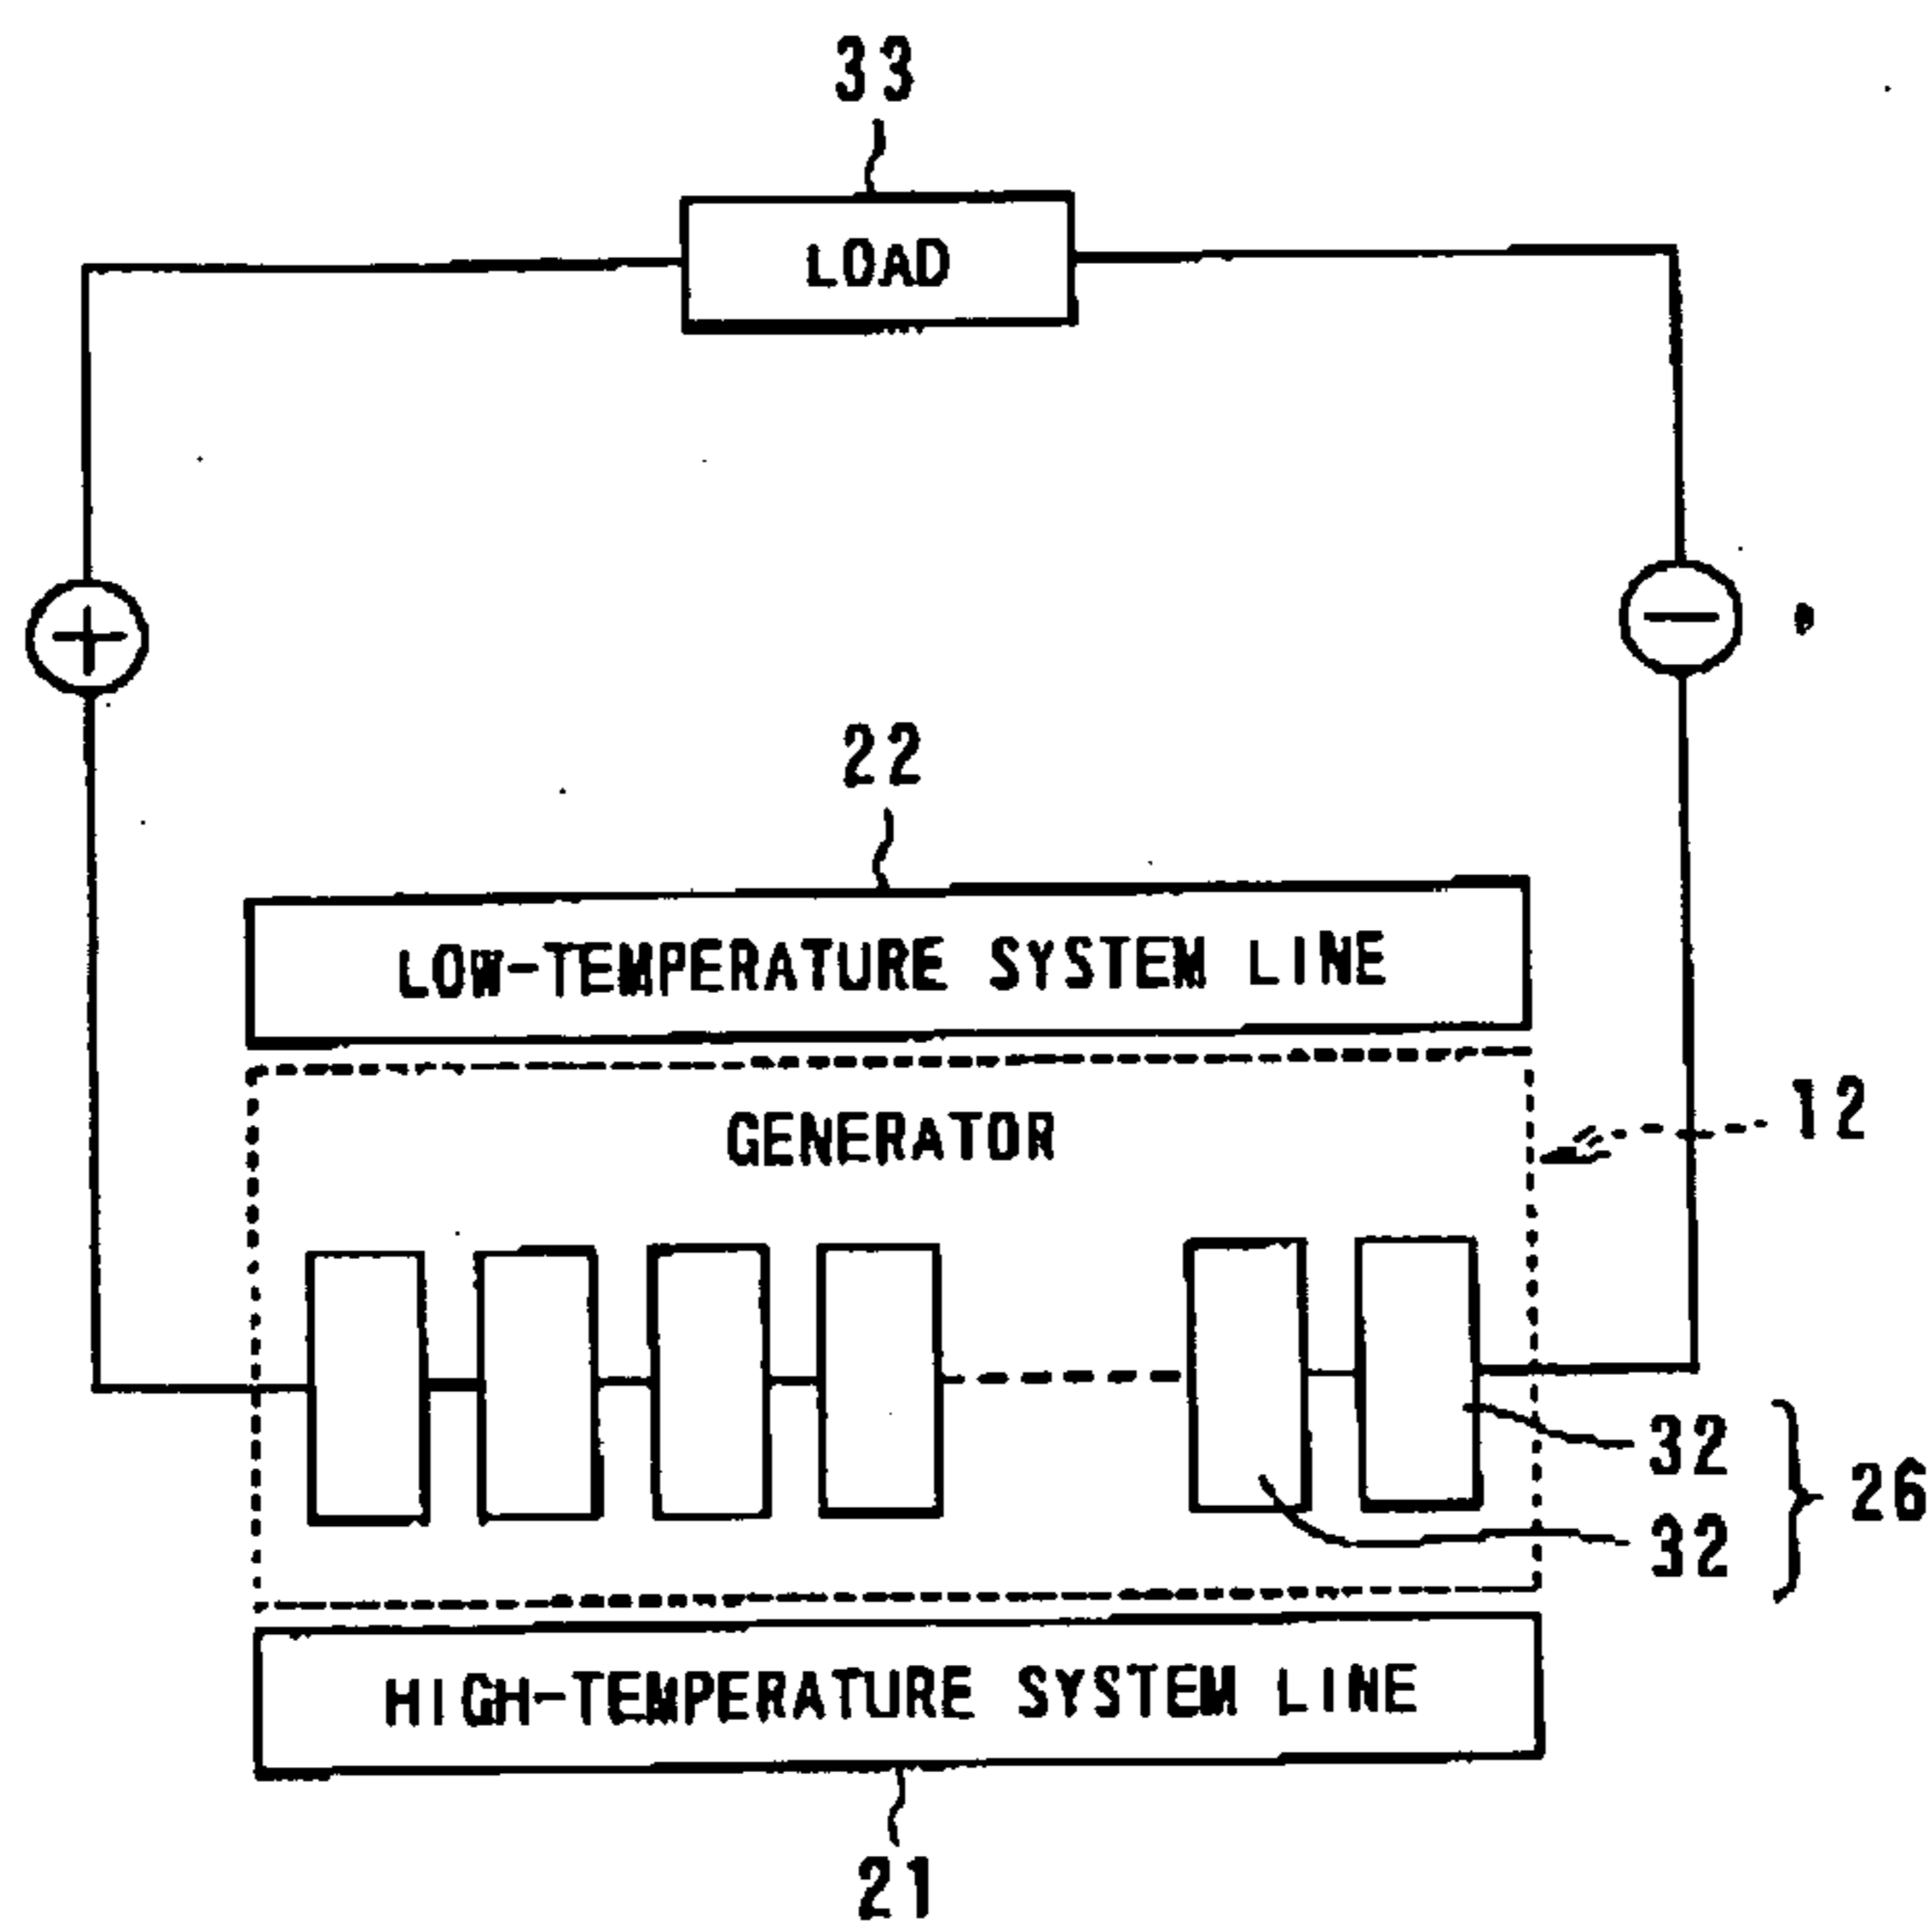 33
LOAD
+
−
22
LOW-TEMPERATURE SYSTEM LINE
GENERATOR
12
32
32
26
HIGH-TEMPERATURE SYSTEM LINE
21